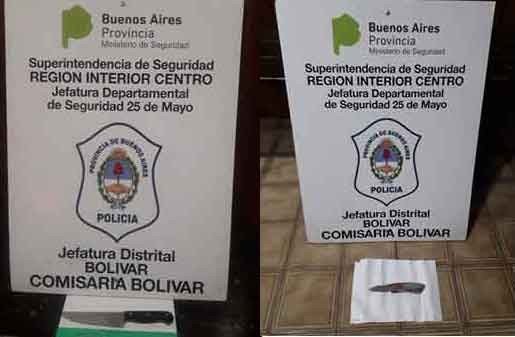 Buenos Aires
Provincia
Ministerio de Seguridad
Superintendencia de Seguridad
REGION INTERIOR CENTRO
Jefatura Departamental
de Seguridad 25 de Mayo
PROVINCIA DE BUENOS AIRES
POLICIA
Jefatura Distrital
BOLIVAR
COMISARIA BOLIVAR
Buenos Aires
Provincia
Ministerio de Seguridad
Superintendencia de Seguridad
REGION INTERIOR CENTRO
Jefatura Departamental
de Seguridad 25 de Mayo
PROVINCIA DE BUENOS AIRES
POLICIA
Jefatura Distrital
BOLIVAR
COMISARIA BOLIVAR